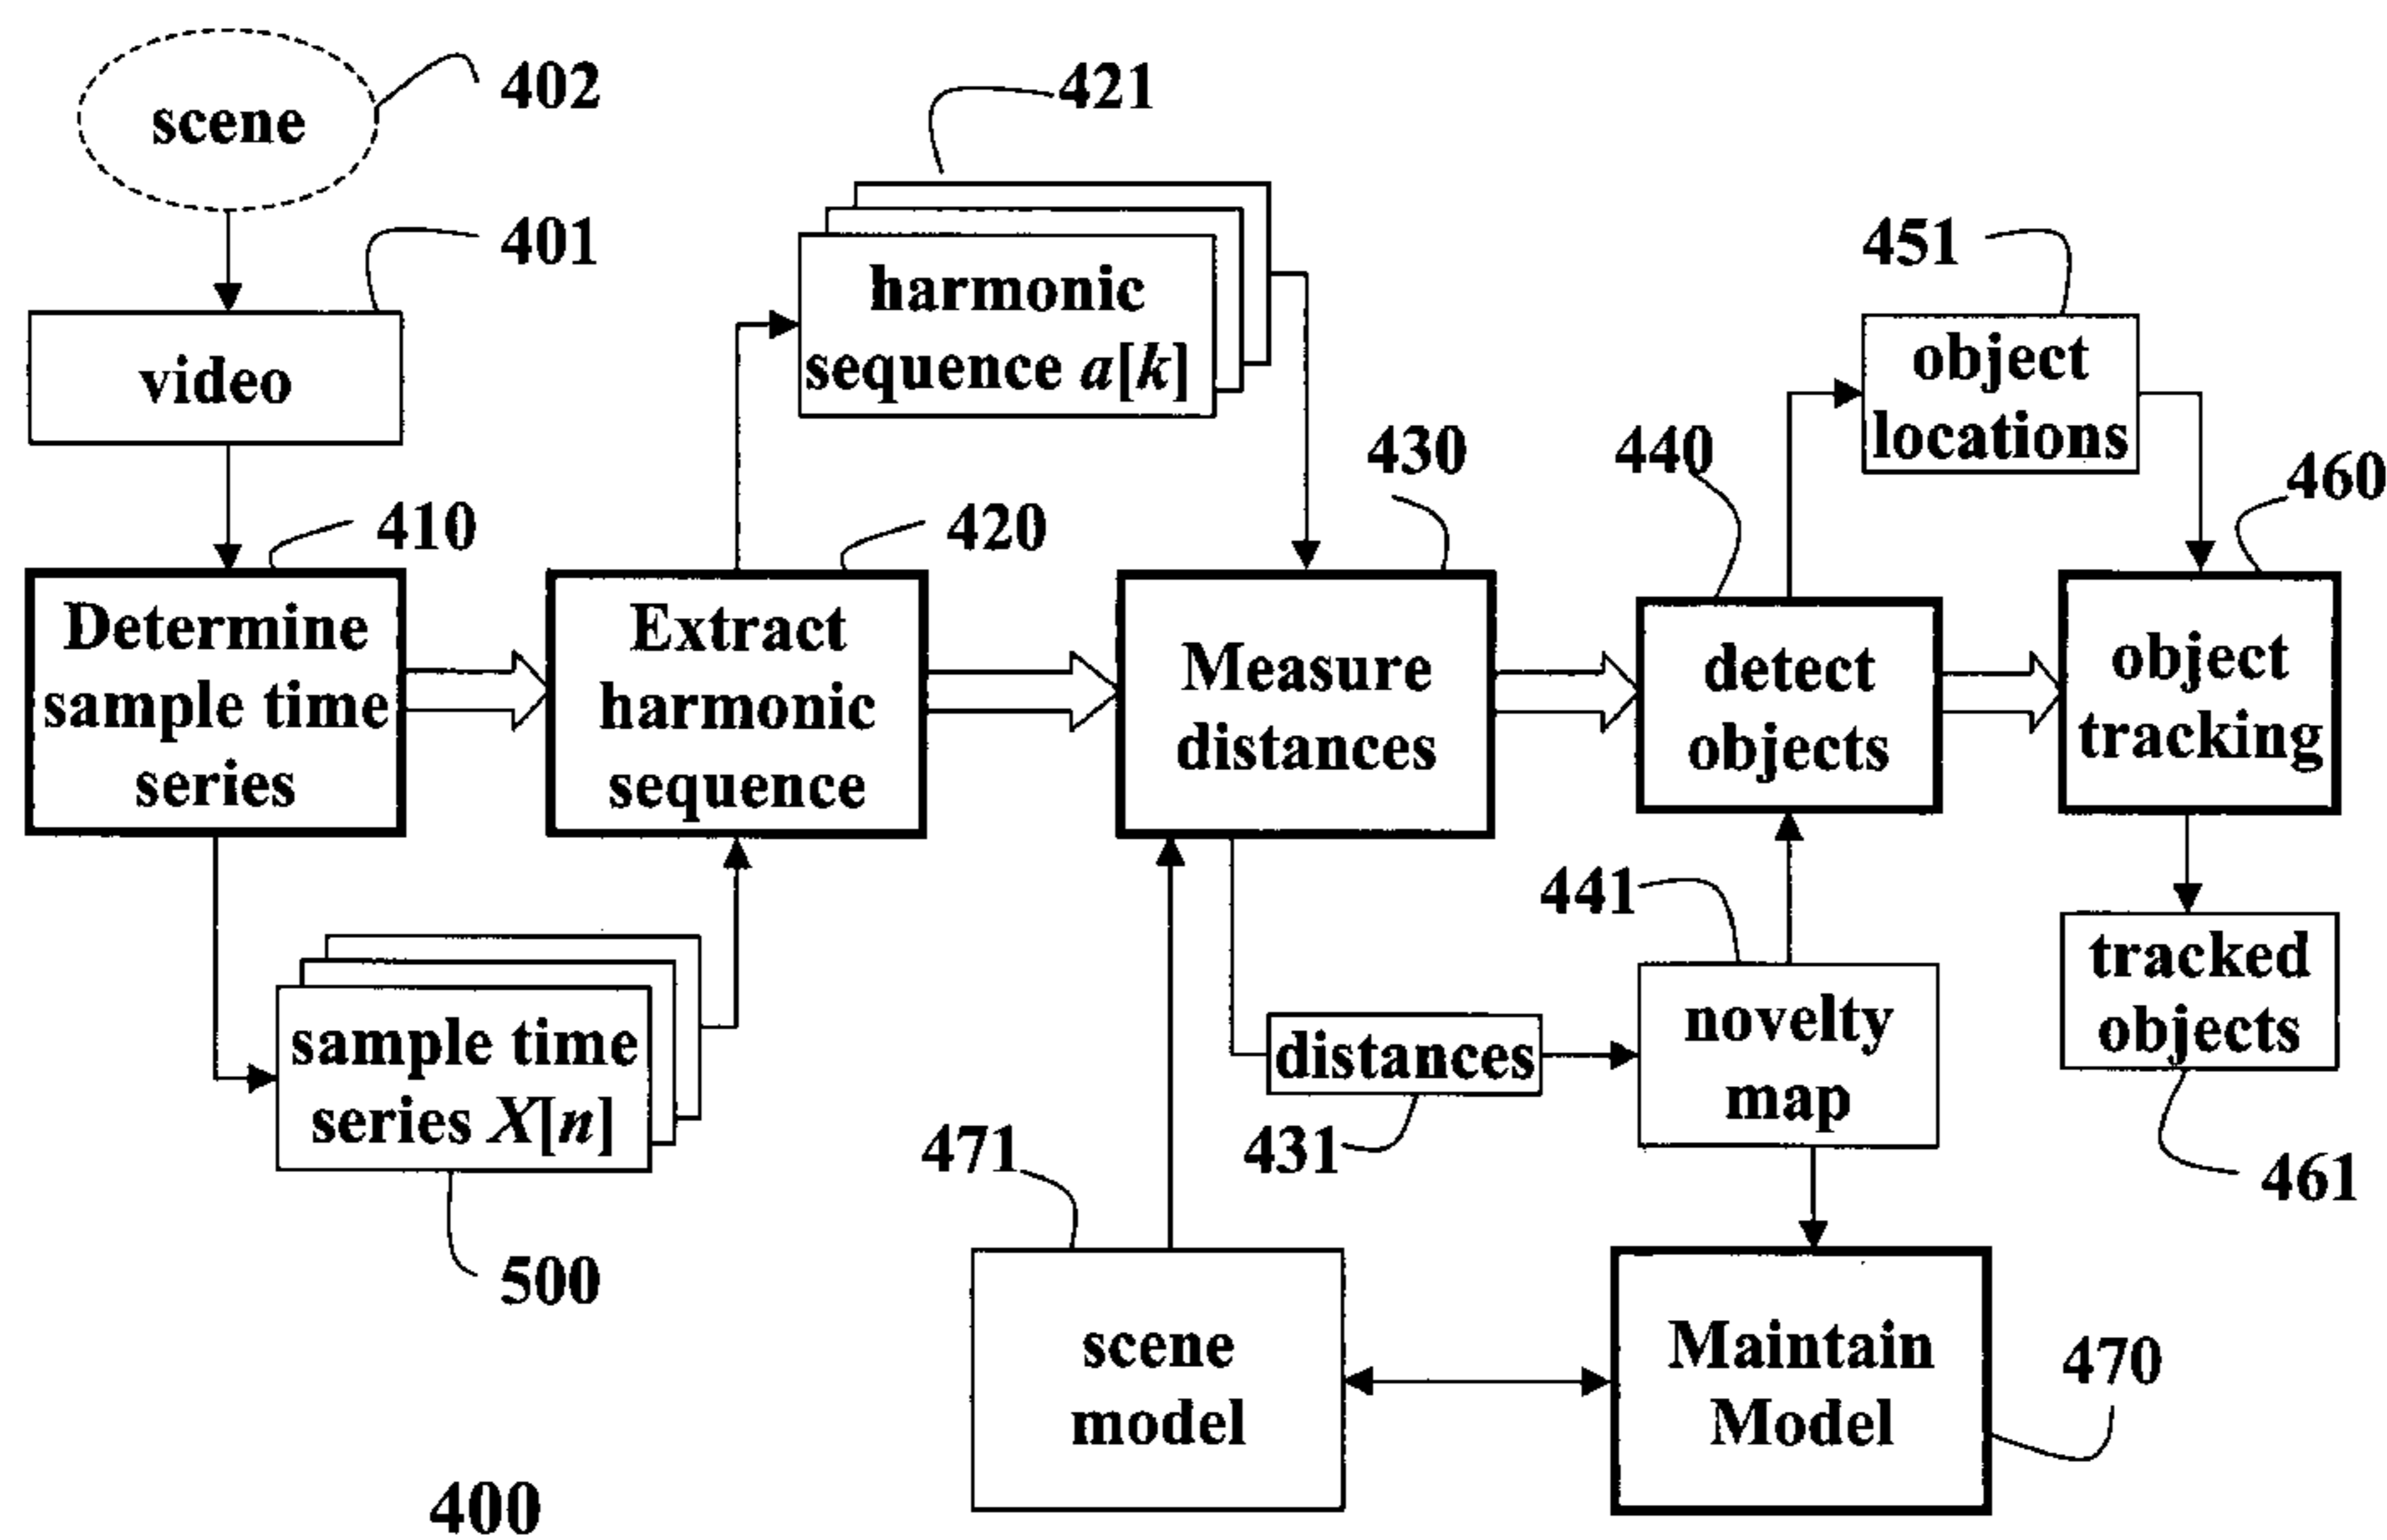 scene
402
421
401
451
harmonic
sequence a[k]
object
locations
video
430
440
460
410
420
Determine
sample time
series
Extract
harmonic
sequence
Measure
distances
detect
objects
object
tracking
441
tracked
objects
novelty
map
distances
sample time
series X[n]
471
431
461
500
scene
model
Maintain
Model
470
400